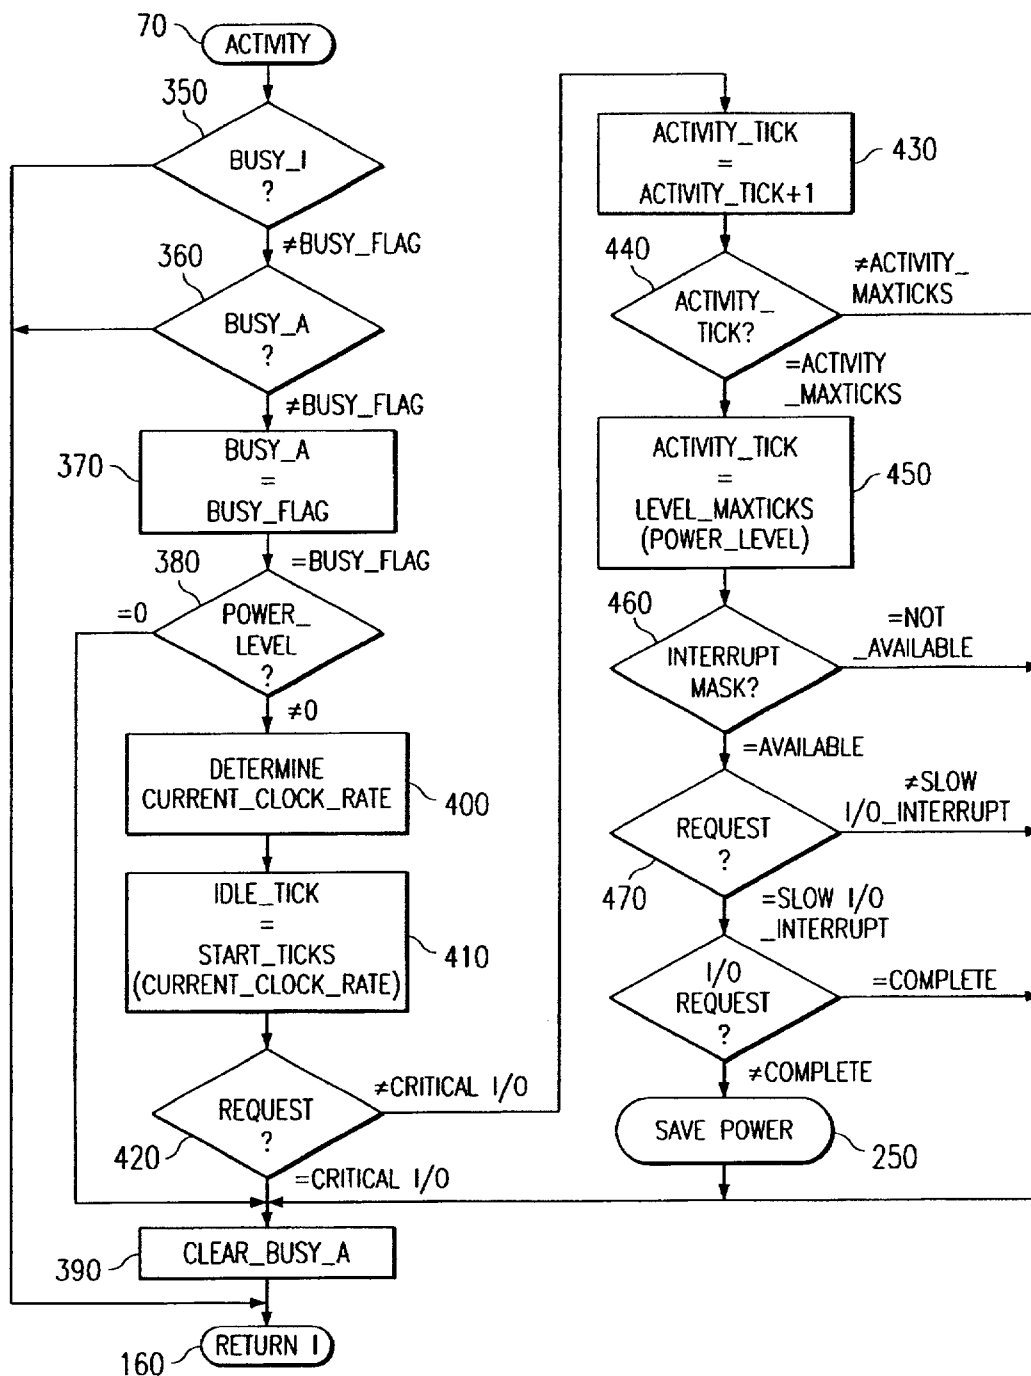 70
ACTIVITY
350
BUSY_I
?
≠BUSY_FLAG
360
BUSY_A
?
≠BUSY_FLAG
370
BUSY_A
=
BUSY_FLAG
=BUSY_FLAG
380
=0
POWER_
LEVEL
?
≠0
DETERMINE
CURRENT_CLOCK_RATE
400
IDLE_TICK
=
START_TICKS
(CURRENT_CLOCK_RATE)
410
≠CRITICAL I/O
REQUEST
?
420
=CRITICAL I/O
CLEAR_BUSY_A
390
RETURN I
160
ACTIVITY_TICK
=
ACTIVITY_TICK+1
430
440
≠ACTIVITY_
MAXTICKS
ACTIVITY_
TICK?
=ACTIVITY
_MAXTICKS
ACTIVITY_TICK
=
LEVEL_MAXTICKS
(POWER_LEVEL)
450
460
=NOT
_AVAILABLE
INTERRUPT
MASK?
=AVAILABLE
≠SLOW
I/O_INTERRUPT
REQUEST
?
470
=SLOW I/O
_INTERRUPT
I/O
REQUEST
?
=COMPLETE
≠COMPLETE
SAVE POWER
250